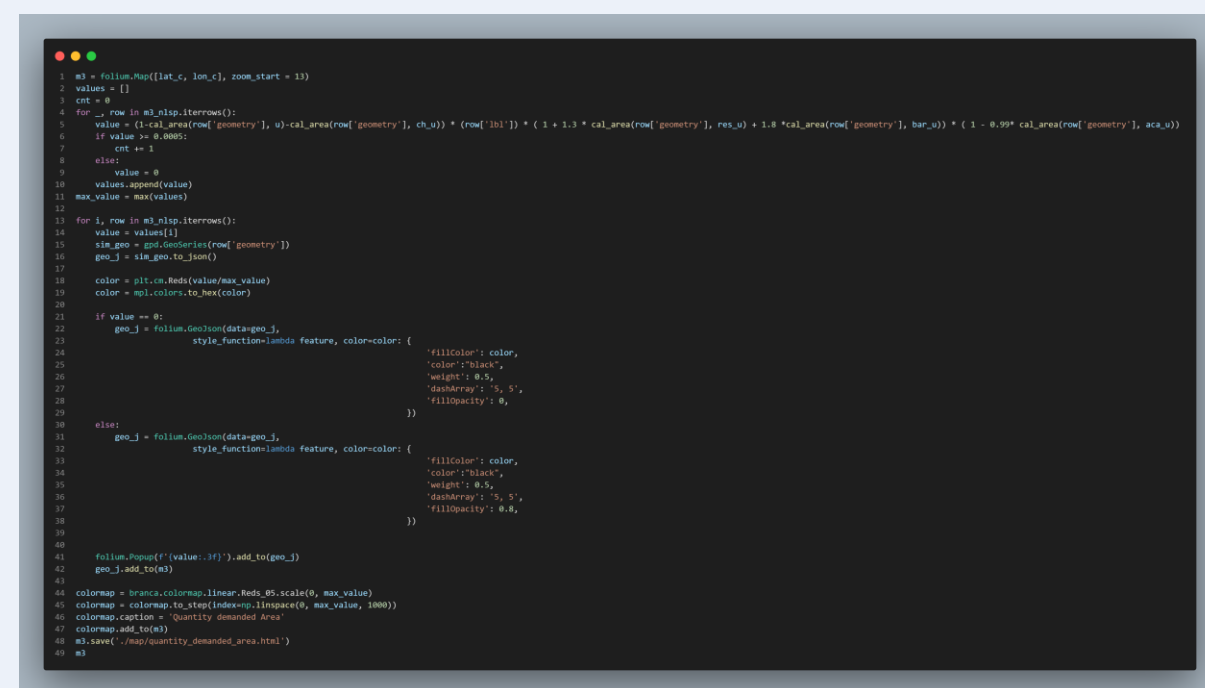 1 m3 = folium.Map([lat_c, lon_c], zoom_start = 13)
2 values = []
3 cnt = 0
4 for _, row in m3_nlsp.iterrows():
5     value = (1-cal_area(row['geometry'], u)-cal_area(row['geometry'], ch_u)) * (row['lbl']) * ( 1 + 1.3 * cal_area(row['geometry'], res_u) + 1.8 *cal_area(row['geometry'], bar_u)) * ( 1 - 0.99* cal_area(row['geometry'], aca_u))
6     if value >= 0.0005:
7         cnt += 1
8     else:
9         value = 0
10     values.append(value)
11 max_value = max(values)
12
13 for i, row in m3_nlsp.iterrows():
14     value = values[i]
15     sim_geo = gpd.GeoSeries(row['geometry'])
16     geo_j = sim_geo.to_json()
17
18     color = plt.cm.Reds(value/max_value)
19     color = mpl.colors.to_hex(color)
20
21     if value == 0:
22         geo_j = folium.GeoJson(data=geo_j,
23                        style_function=lambda feature, color=color: {
24                                                                    'fillColor': color,
25                                                                    'color':"black",
26                                                                    'weight': 0.5,
27                                                                    'dashArray': '5, 5',
28                                                                    'fillOpacity': 0,
29                                                                })
30     else:
31         geo_j = folium.GeoJson(data=geo_j,
32                        style_function=lambda feature, color=color: {
33                                                                    'fillColor': color,
34                                                                    'color':"black",
35                                                                    'weight': 0.5,
36                                                                    'dashArray': '5, 5',
37                                                                    'fillOpacity': 0.8,
38                                                                })
39
40
41     folium.Popup(f'{value:.3f}').add_to(geo_j)
42     geo_j.add_to(m3)
43
44 colormap = branca.colormap.linear.Reds_05.scale(0, max_value)
45 colormap = colormap.to_step(index=np.linspace(0, max_value, 1000))
46 colormap.caption = 'Quantity demanded Area'
47 colormap.add_to(m3)
48 m3.save('./map/quantity_demanded_area.html')
49 m3